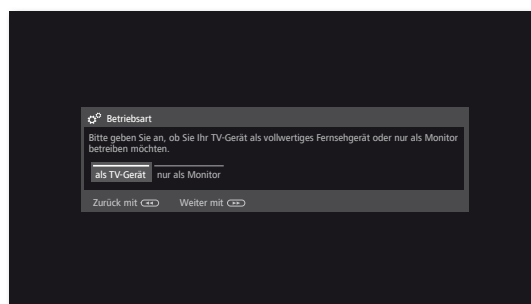 Betriebsart
Bitte geben Sie an, ob Sie Ihr TV-Gerät als vollwertiges Fernsehgerät oder nur als Monitor
betreiben möchten.
als TV-Gerät nur als Monitor
Zurück mit Weiter mit